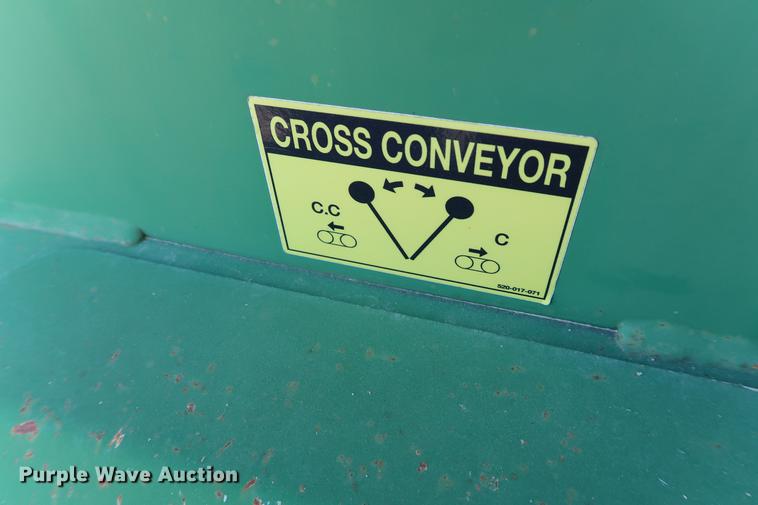 CROSS CONVEYOR
C.C
C
520-017-071
Purple Wave Auction